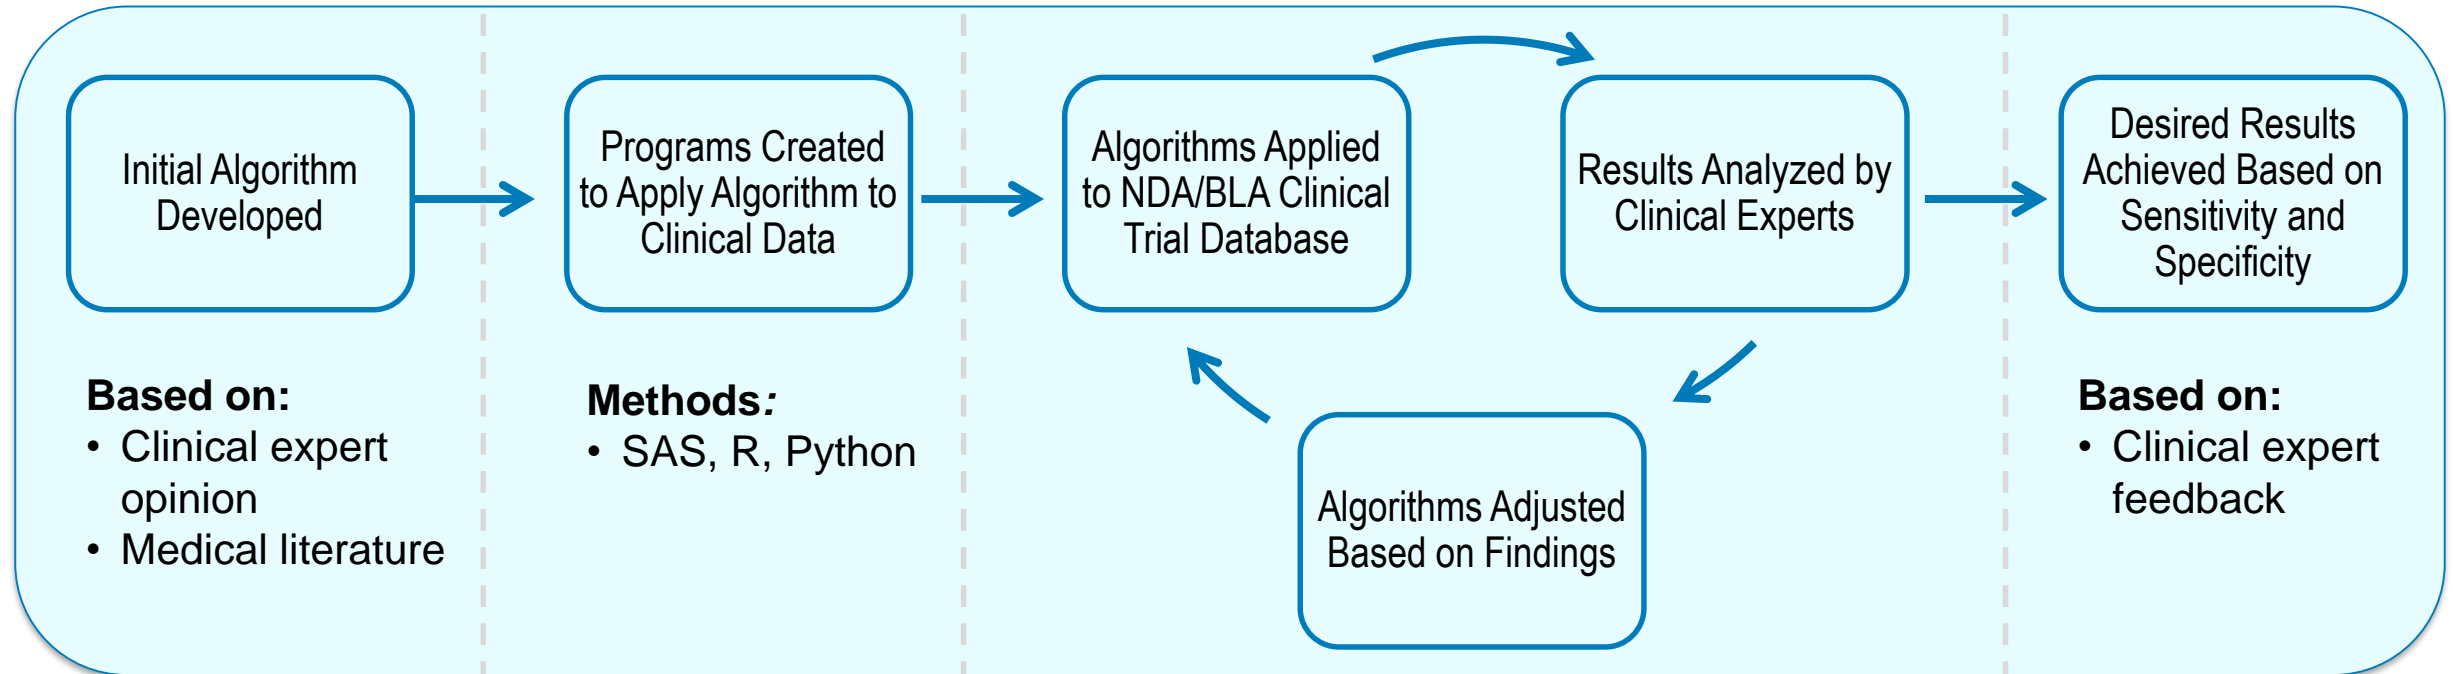 Initial Algorithm
Developed
Based on:
• Clinical expert
opinion
• Medical literature
Programs Created
to Apply Algorithm to
Clinical Data
Methods:
• SAS, R, Python
Algorithms Applied
to NDA/BLA Clinical
Trial Database
Results Analyzed by
Clinical Experts
Algorithms Adjusted
Based on Findings
Desired Results
Achieved Based on
Sensitivity and
Specificity
Based on:
• Clinical expert
feedback